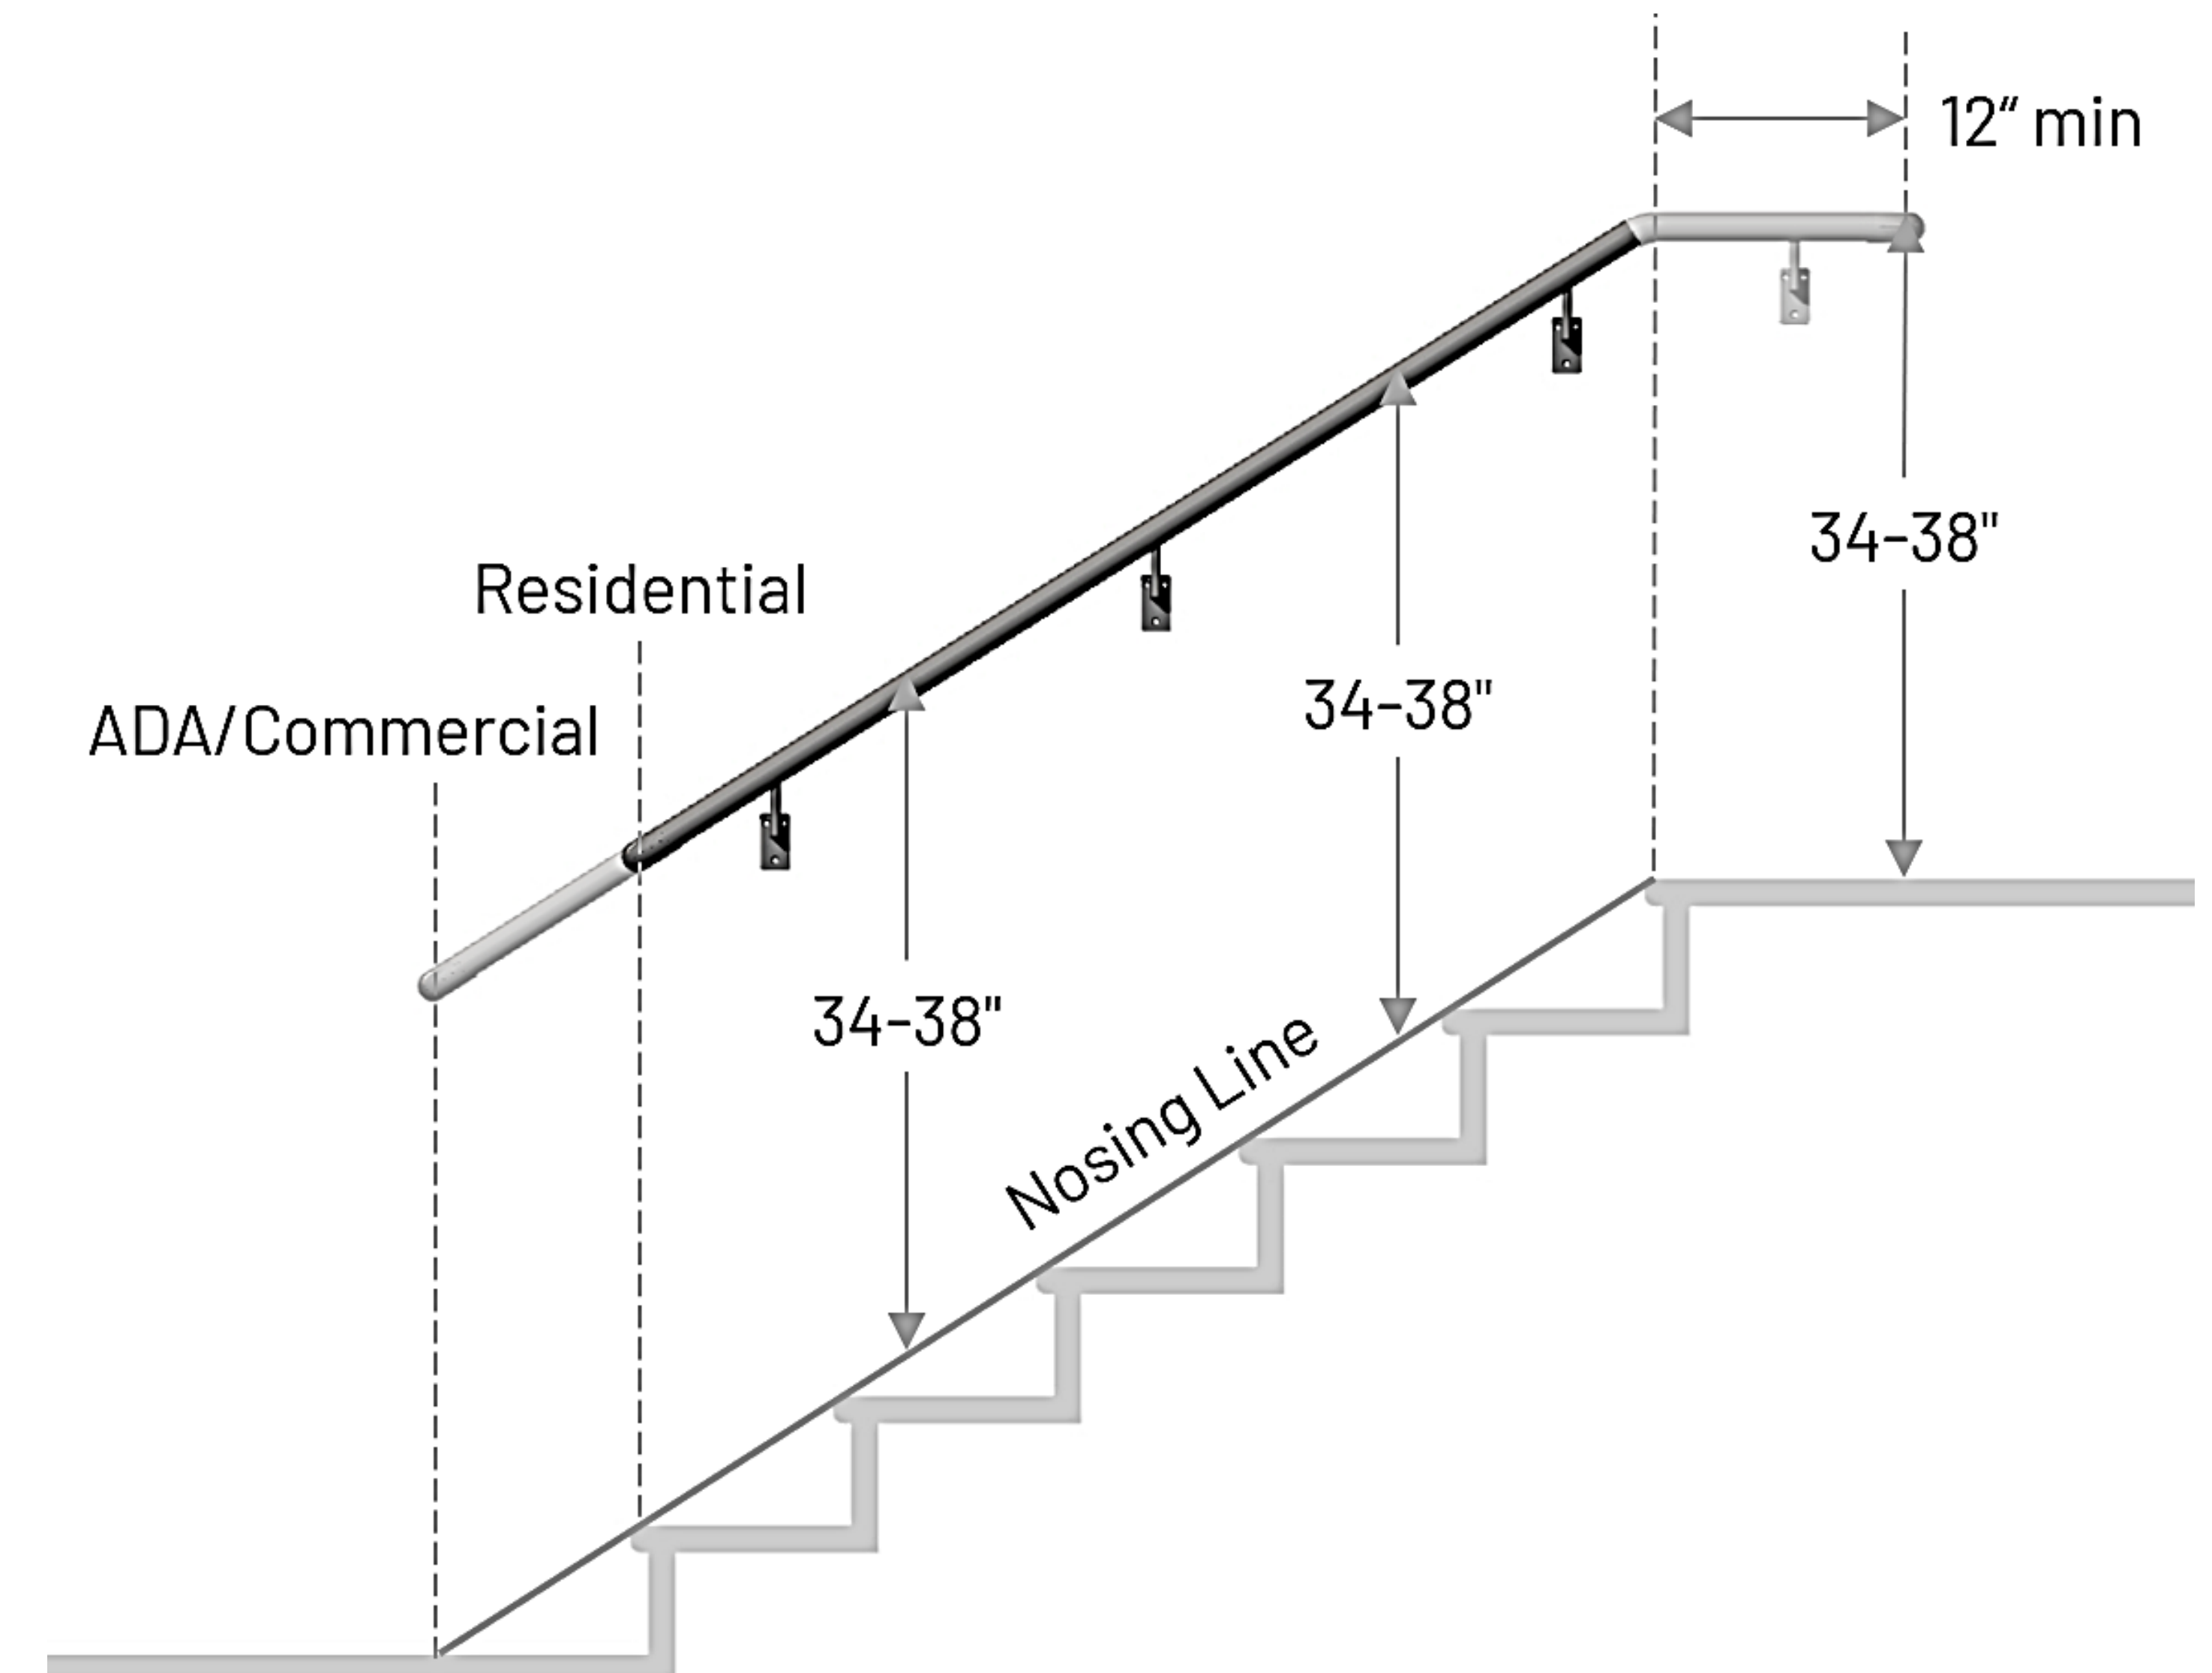 12" min
34-38"
Residential
34-38"
ADA/Commercial
34-38"
Nosing Line